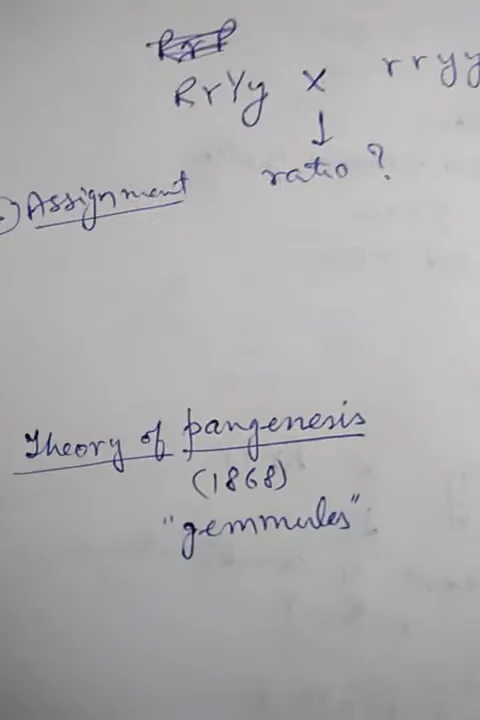 RrYy x rryy
↓
ratio ?
Assignment
Theory of pangenesis
(1868)
"gemmules".